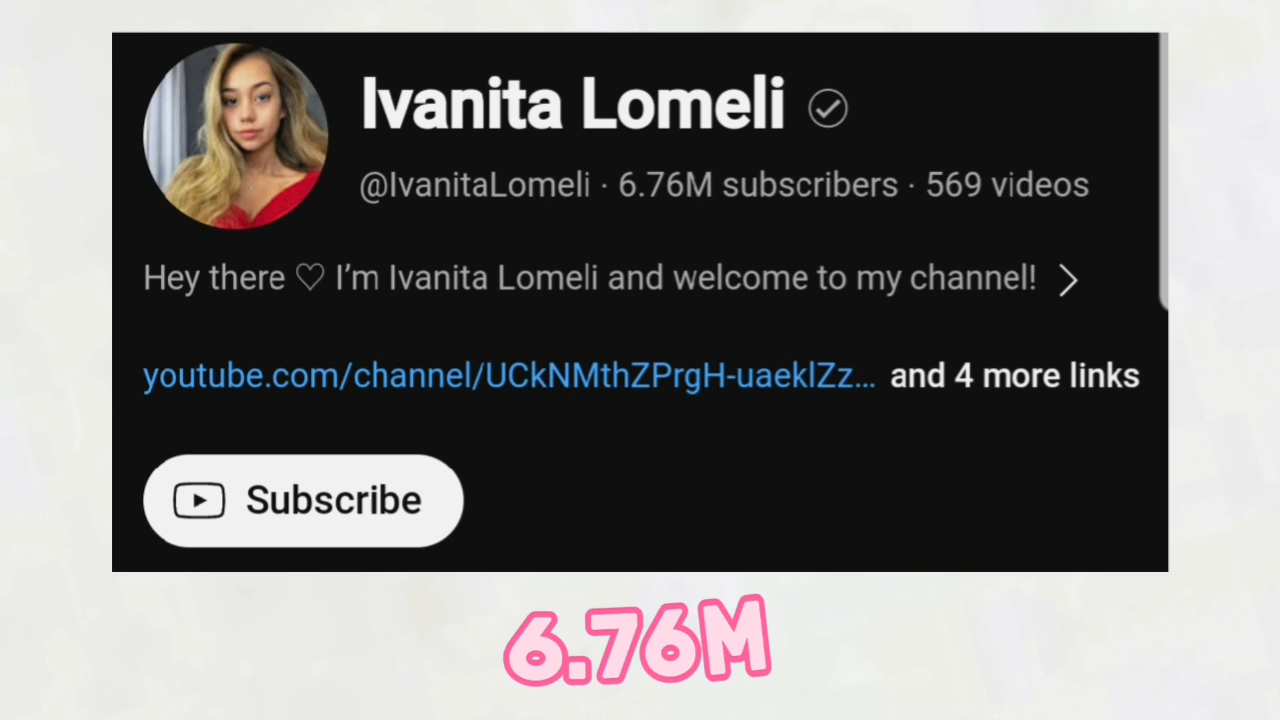 Ivanita Lomeli
@IvanitaLomeli · 6.76M subscribers · 569 videos
Hey there ♡ I’m Ivanita Lomeli and welcome to my channel!
youtube.com/channel/UCkNMthZPrgH-uaeklZz... and 4 more links
Subscribe
6.76M